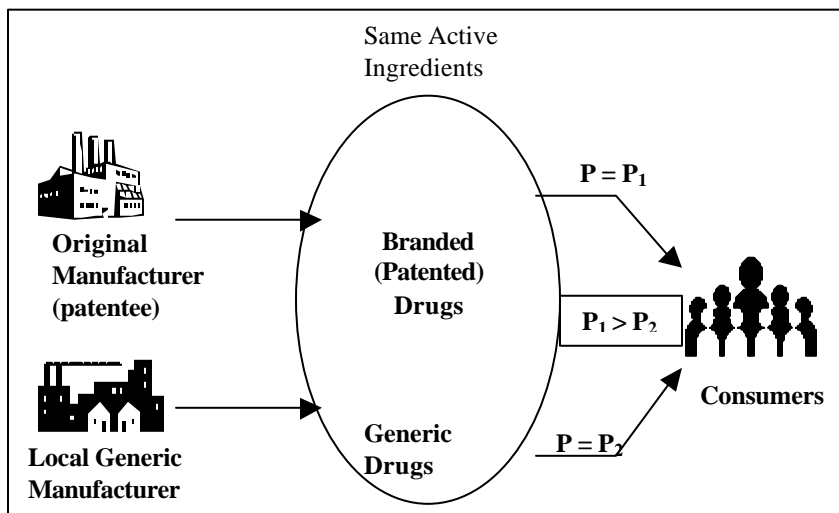 Same Active
Ingredients
P = P₁
Original
Manufacturer
(patentee)
Branded
(Patented)
Drugs
P₁ > P₂
Consumers
Local Generic
Manufacturer
Generic
Drugs
P = P₂